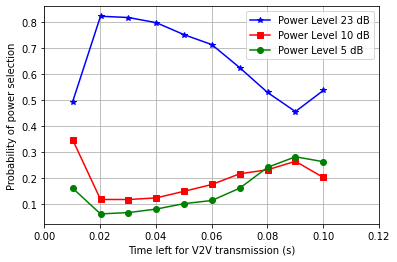 Power Level 23 dB
Power Level 10 dB
Power Level 5 dB
Probability of power selection
0.8
0.7
0.6
0.5
0.4
0.3
0.2
0.1
0.00 0.02 0.04 0.06 0.08 0.10 0.12
Time left for V2V transmission (s)